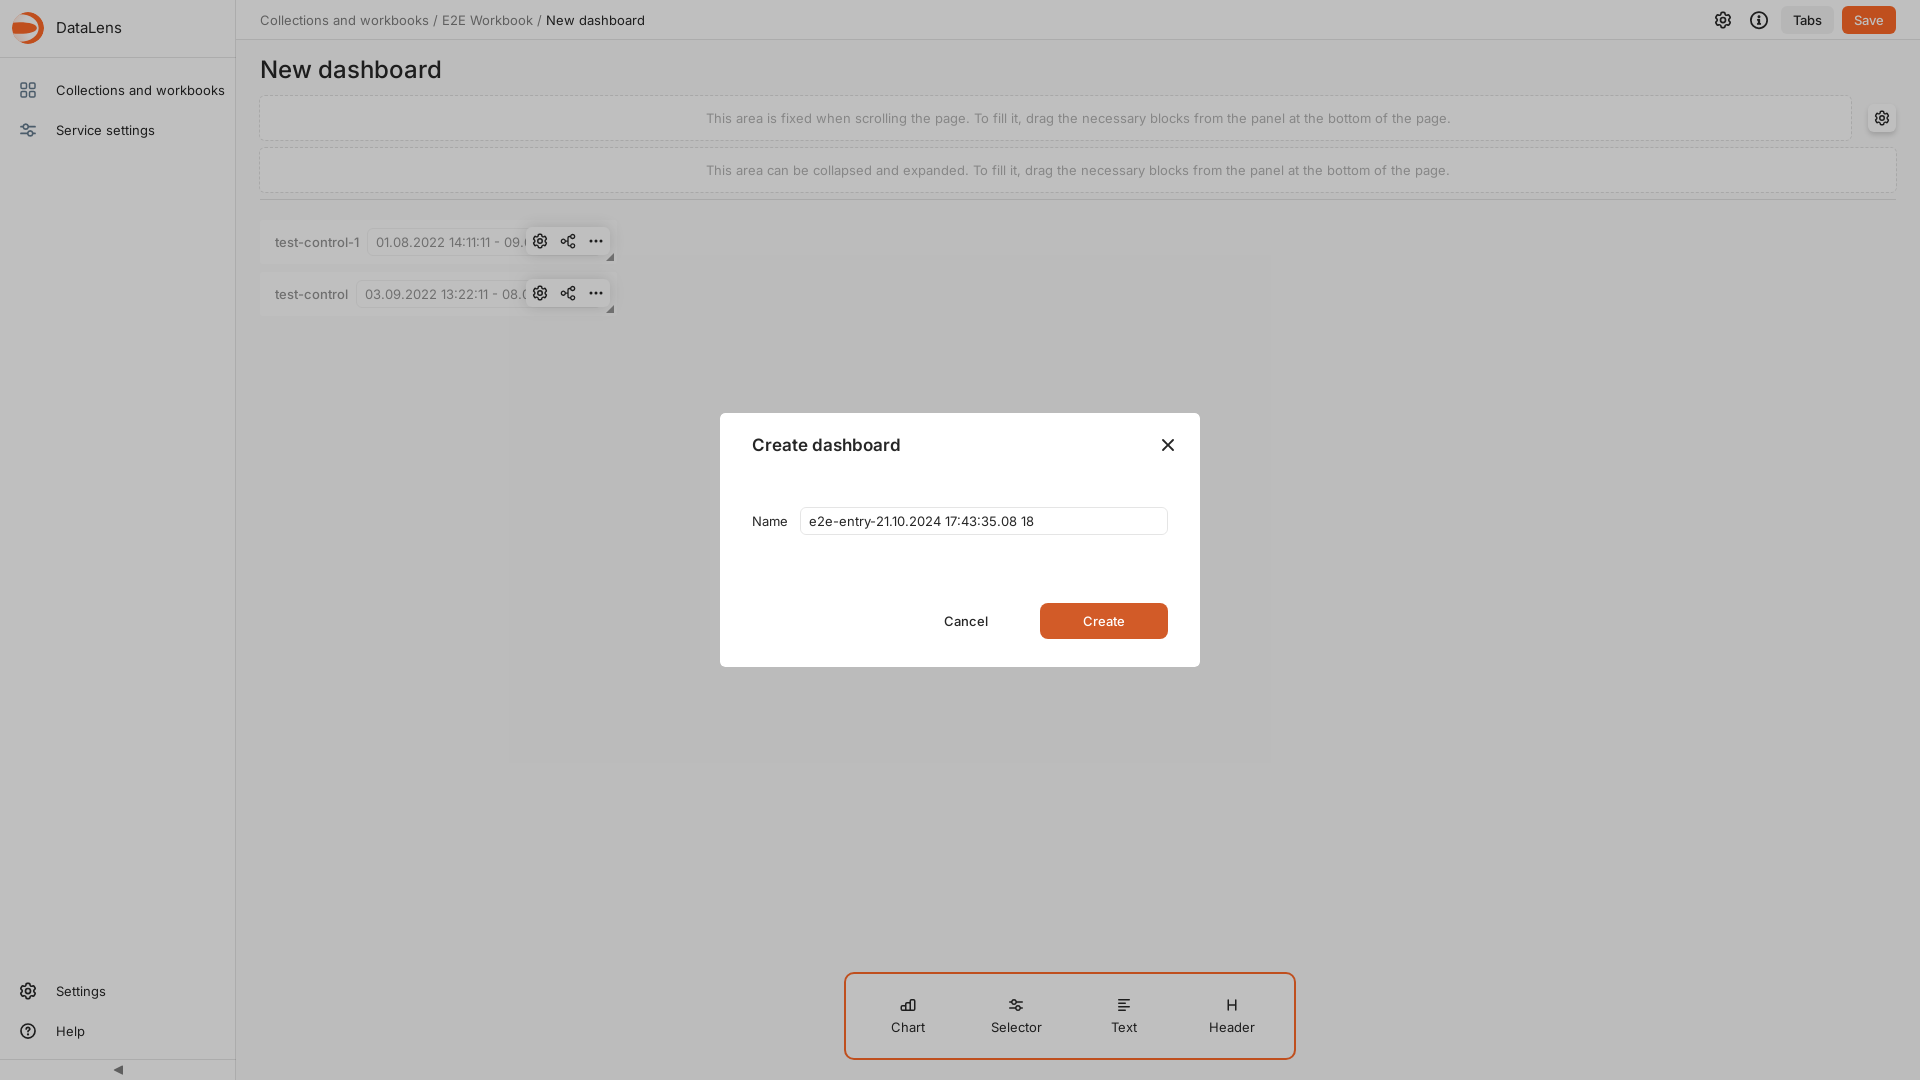 DataLens
Collections and workbooks / E2E Workbook / New dashboard
Tabs
Save
Collections and workbooks
Service settings
New dashboard
This area is fixed when scrolling the page. To fill it, drag the necessary blocks from the panel at the bottom of the page.
This area can be collapsed and expanded. To fill it, drag the necessary blocks from the panel at the bottom of the page.
test-control-1
01.08.2022 14:11:11 - 09.
test-control
03.09.2022 13:22:11 - 08.
Create dashboard
Name
e2e-entry-21.10.2024 17:43:35.08 18
Cancel
Create
Chart
Selector
Text
H
Header
Settings
Help